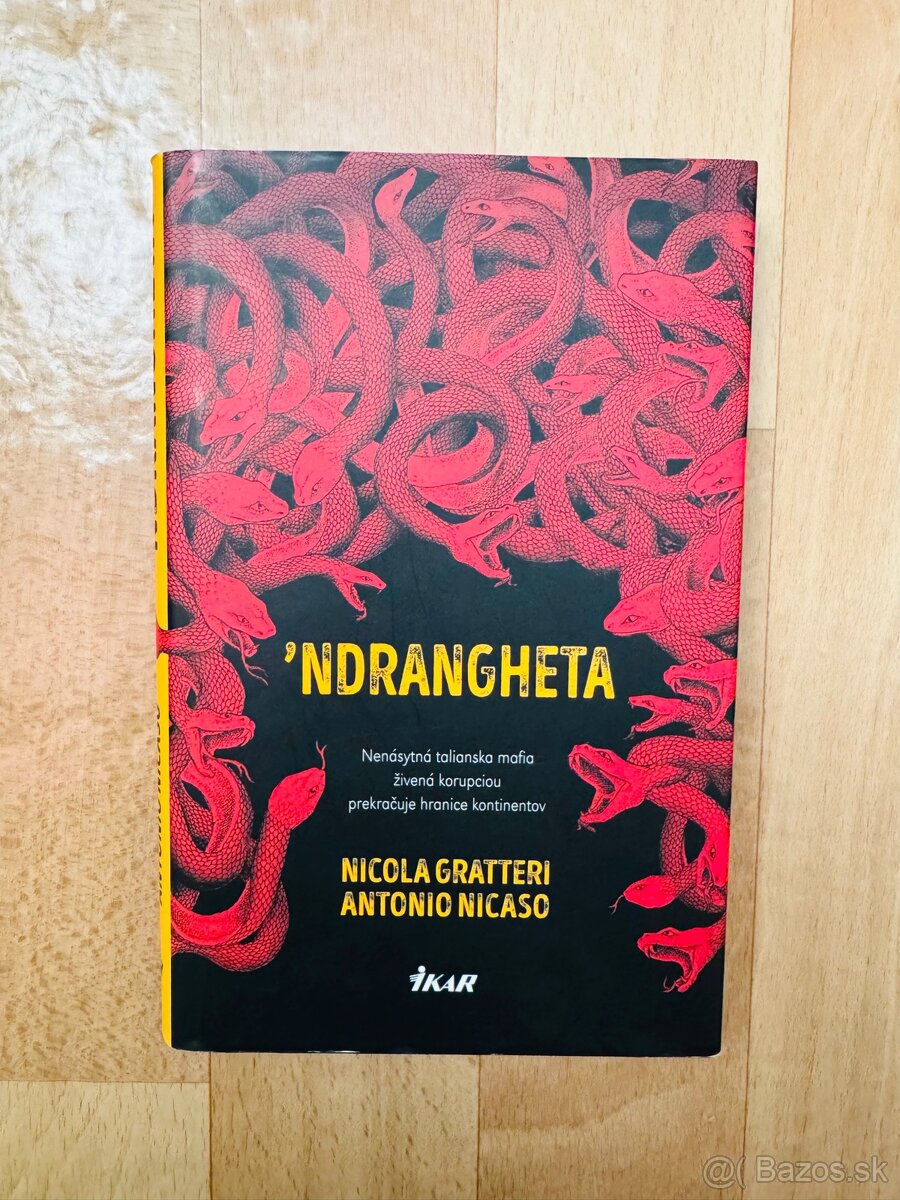 ’NDRANGHETA
Nenásytná talianska mafia
živená korupciou
prekračuje hranice kontinentov
NICOLA GRATTERI
ANTONIO NICASO
iKAR
@( Bazos.sk